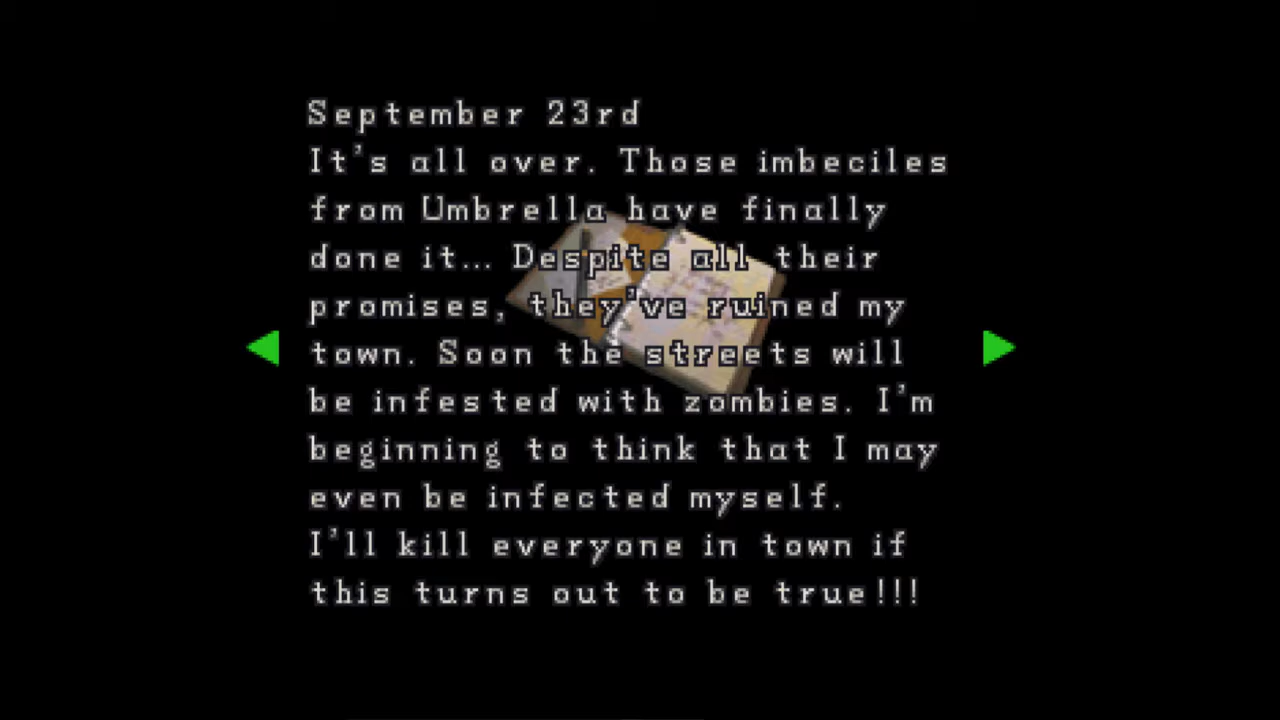 September 23rd
It's all over. Those imbeciles
from Umbrella have finally
done it... Despite all their
promises, they've ruined my
town. Soon the streets will
be infested with zombies. I'm
beginning to think that I may
even be infected myself.
I'll kill everyone in town if
this turns out to be true!!!